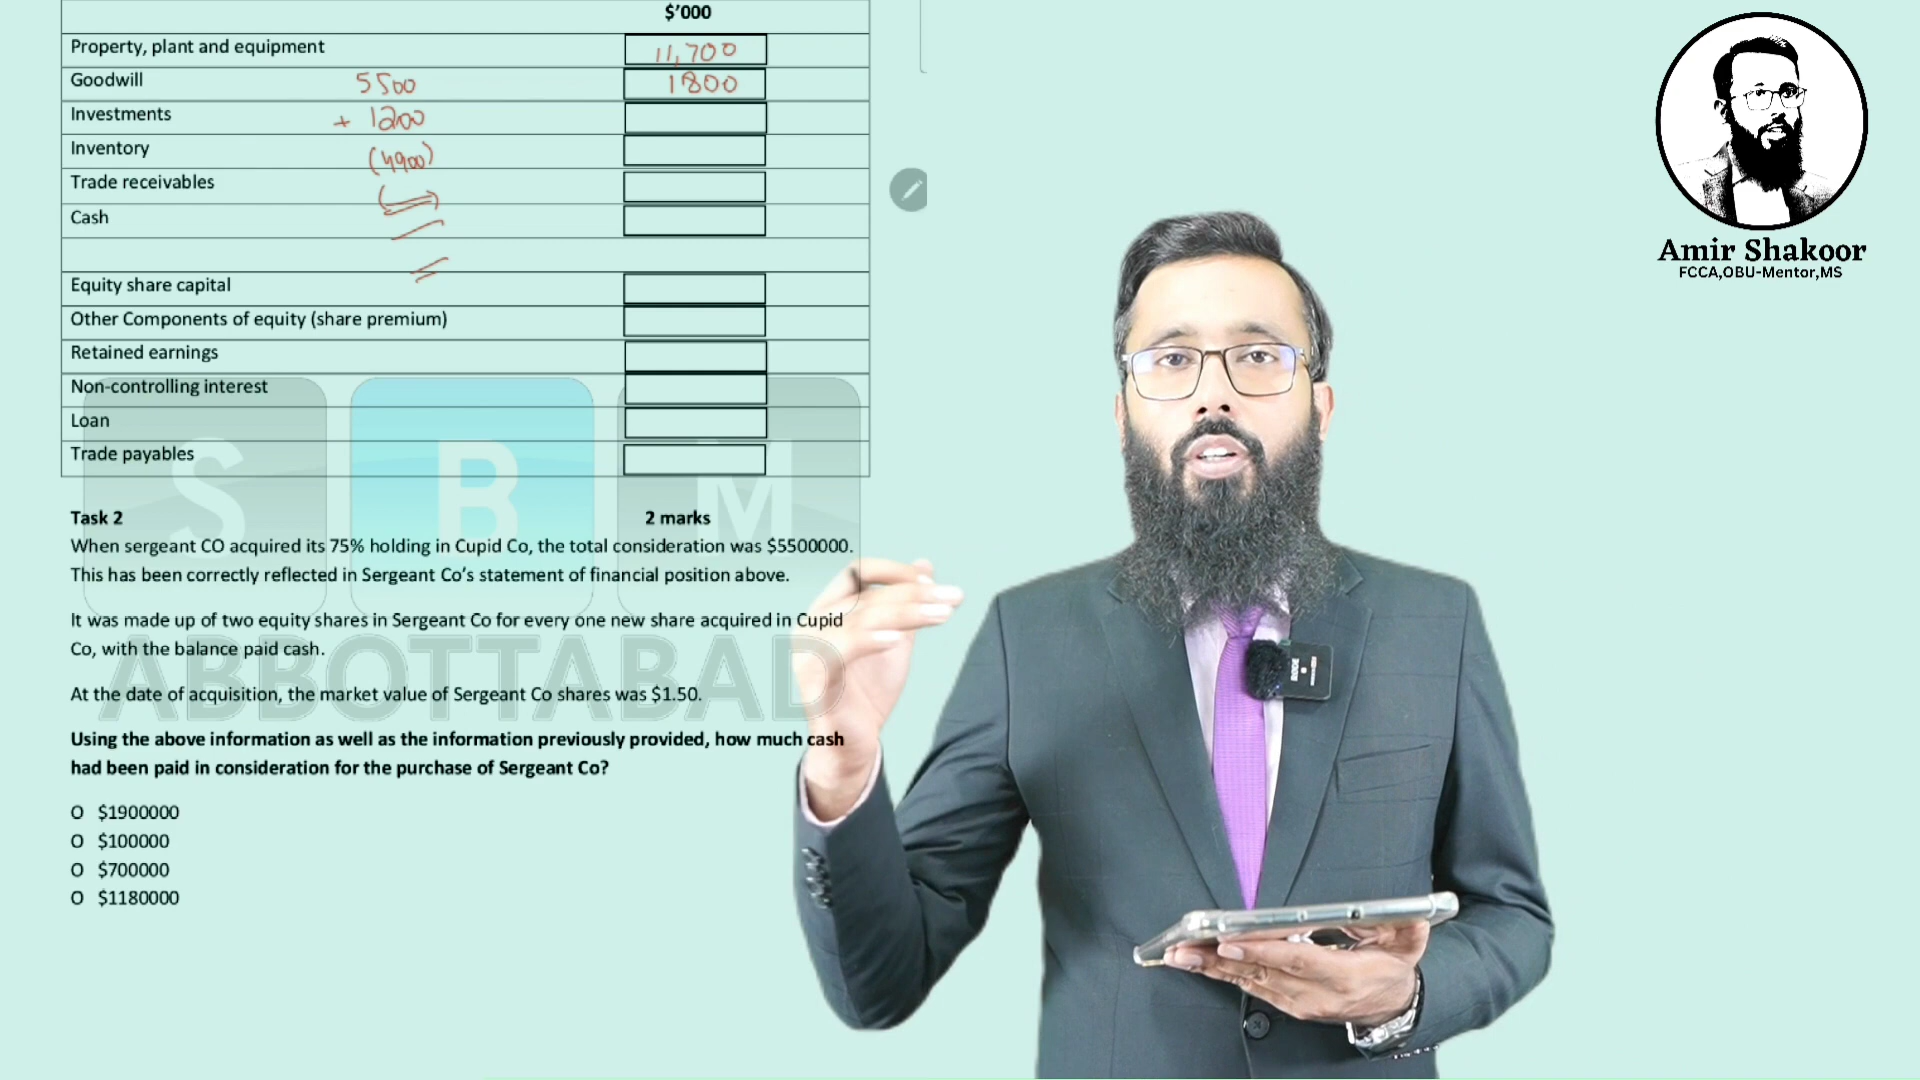 $'000
Property, plant and equipment 11,700
Goodwill 5500 1800
Investments + 1200
Inventory (4900)
Trade receivables
Cash
Equity share capital
Other Components of equity (share premium)
Retained earnings
Non-controlling interest
Loan
Trade payables
Task 2 2 marks
When sergeant CO acquired its 75% holding in Cupid Co, the total consideration was $5500000.
This has been correctly reflected in Sergeant Co's statement of financial position above.
It was made up of two equity shares in Sergeant Co for every one new share acquired in Cupid
Co, with the balance paid cash.
At the date of acquisition, the market value of Sergeant Co shares was $1.50.
Using the above information as well as the information previously provided, how much cash
had been paid in consideration for the purchase of Sergeant Co?
O $1900000
O $100000
O $700000
O $1180000
S B M
ABBOTTABAD
Amir Shakoor
FCCA,OBU-Mentor,MS
RODE